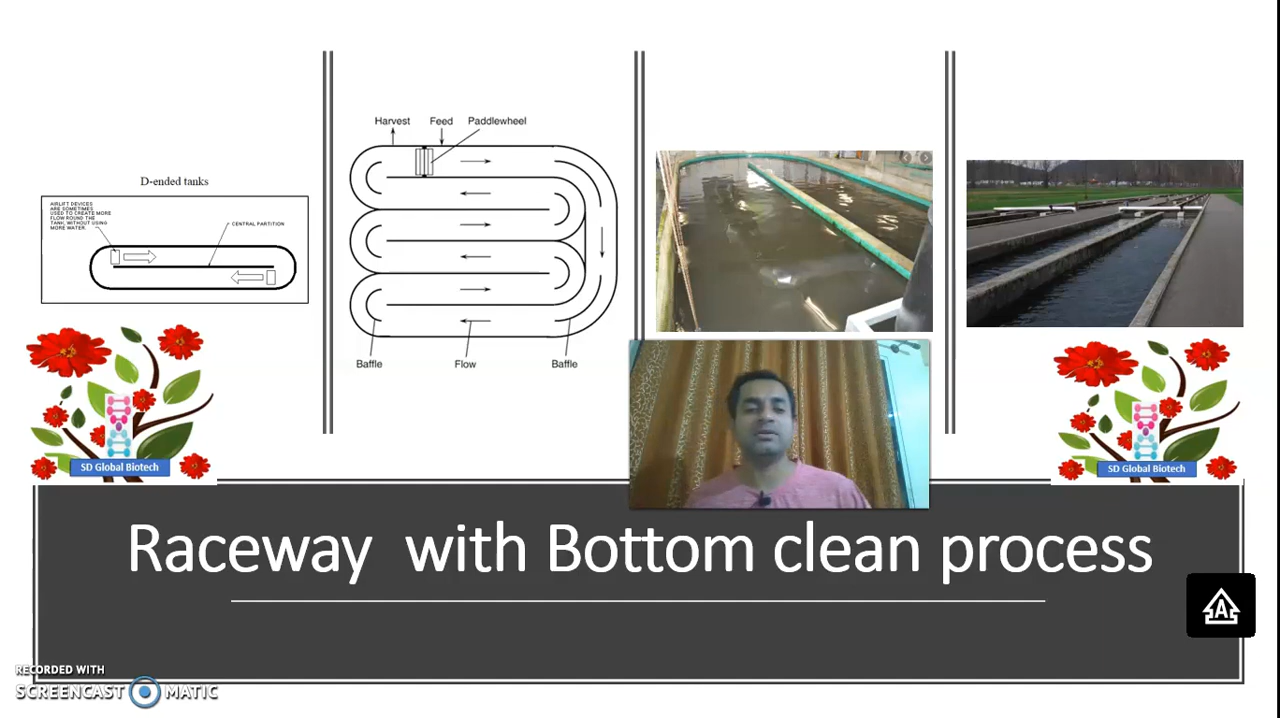 D-ended tanks
AIRLIFT DEVICES
ARE SOMETIMES
USED TO CREATE MORE
FLOW ROUND THE
TANK, WITHOUT USING
MORE WATER.
CENTRAL PARTITION
Harvest Feed Paddlewheel
Baffle Flow Baffle
SD Global Biotech
SD Global Biotech
Raceway with Bottom clean process
A
RECORDED WITH
SCREENCAST MATIC